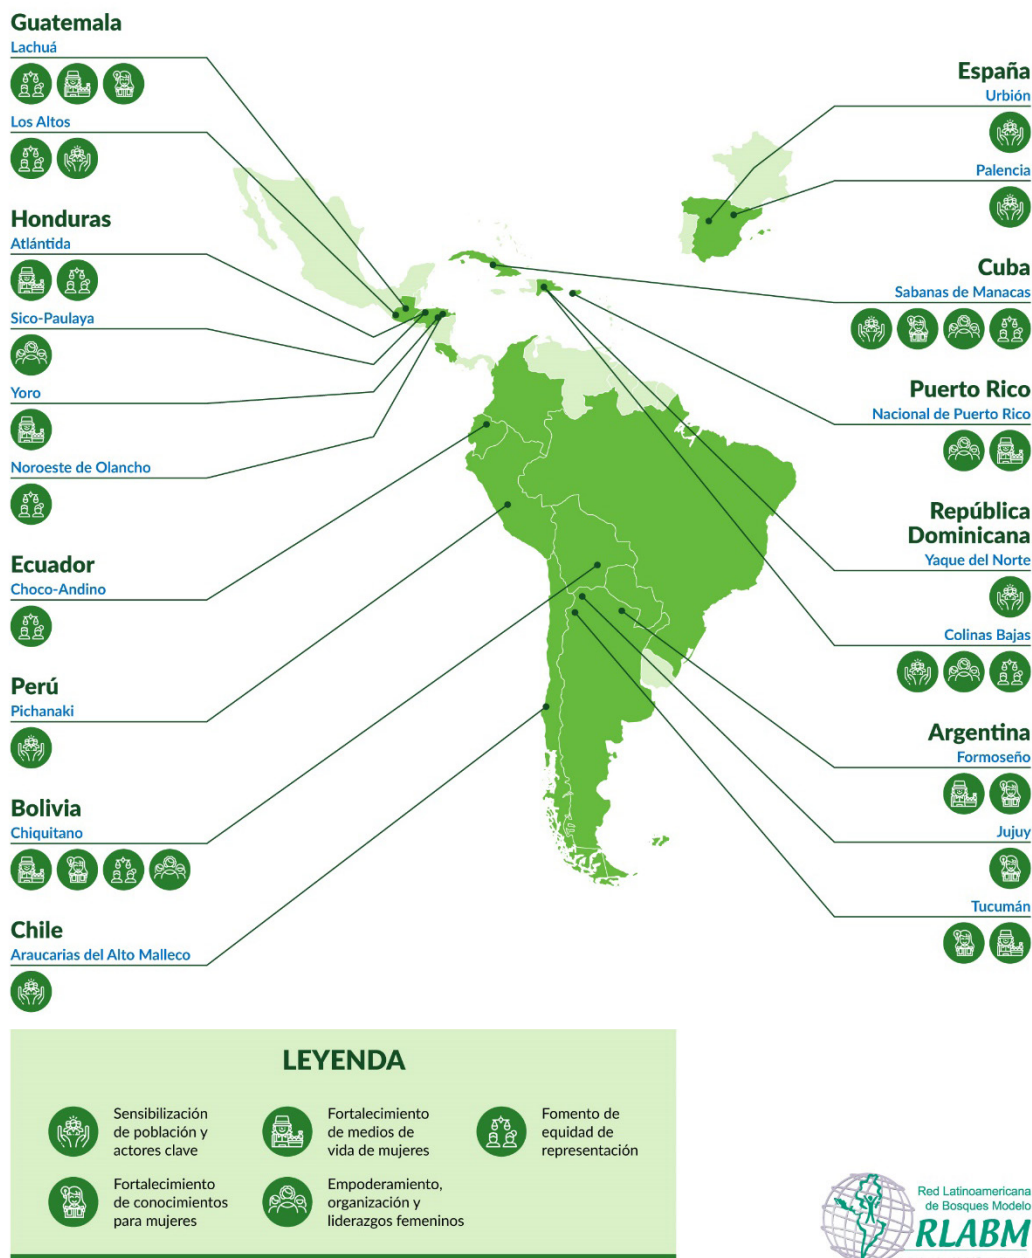 Guatemala
Lachuá
Los Altos
Honduras
Atlántida
Sico-Paulaya
Yoro
Noroeste de Olancho
Ecuador
Choco-Andino
Perú
Pichanaki
Bolivia
Chiquitano
Chile
Araucarias del Alto Malleco
España
Urbión
Palencia
Cuba
Sabanas de Manacas
Puerto Rico
Nacional de Puerto Rico
República
Dominicana
Yaque del Norte
Colinas Bajas
Argentina
Formoseño
Jujuy
Tucumán
LEYENDA
Sensibilización
de población y
actores clave
Fortalecimiento
de medios de
vida de mujeres
Fomento de
equidad de
representación
Fortalecimiento
de conocimientos
para mujeres
Empoderamiento,
organización y
liderazgos femeninos
Red Latinoamericana
de Bosques Modelo
RLABM